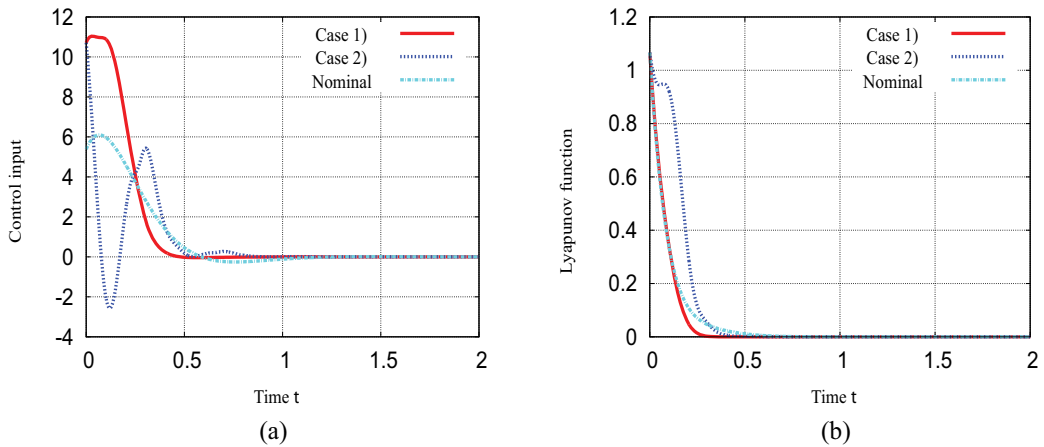 12
10
8
6
4
2
0
-2
-4
0
0.5
1
1.5
2
Control input
Time t
Case 1)
Case 2)
Nominal
(a)
1.2
1
0.8
0.6
0.4
0.2
0
0
0.5
1
1.5
2
Lyapunov function
Time t
Case 1)
Case 2)
Nominal
(b)